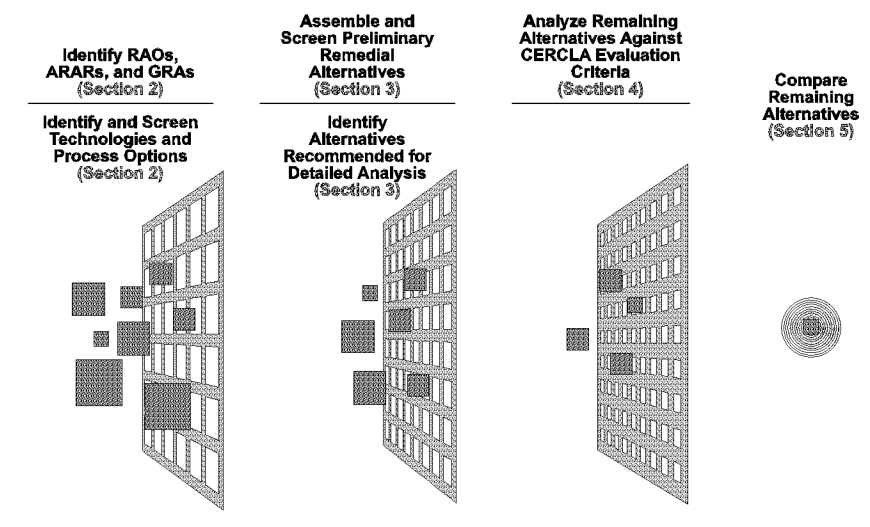 Identify RAOs,
ARARs, and GRAs
(Section 2)
Identify and Screen
Technologies and
Process Options
(Section 2)
Assemble and
Screen Preliminary
Remedial
Alternatives
(Section 3)
Identify
Alternatives
Recommended for
Detailed Analysis
(Section 3)
Analyze Remaining
Alternatives Against
CERCLA Evaluation
Criteria
(Section 4)
Compare
Remaining
Alternatives
(Section 5)